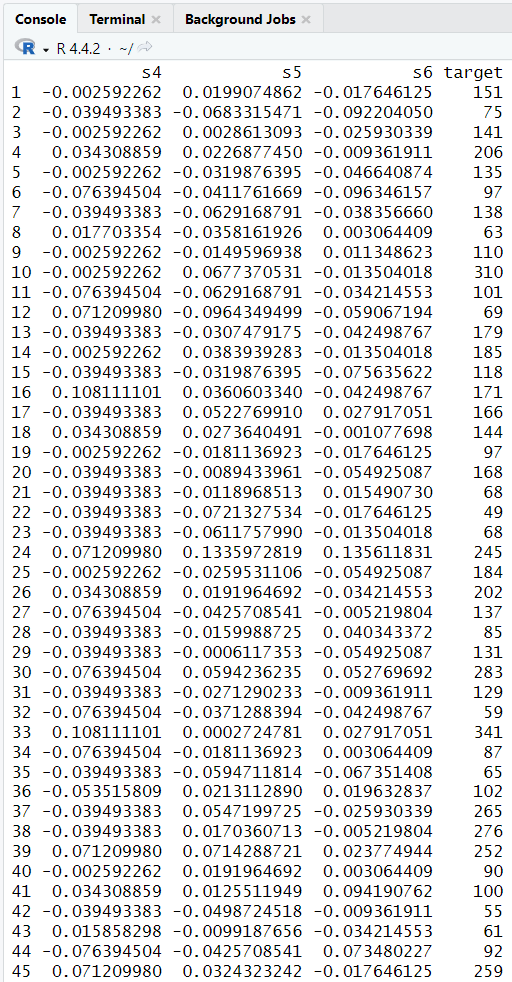 Console Terminal Background Jobs
R R 4.4.2 · ~/
s4 s5 s6 target
1 -0.002592262 0.0199074862 -0.017646125 151
2 -0.039493383 -0.0683315471 -0.092204050 75
3 -0.002592262 0.0028613093 -0.025930339 141
4 0.034308859 0.0226877450 -0.009361911 206
5 -0.002592262 -0.0319876395 -0.046640874 135
6 -0.076394504 -0.0411761669 -0.096346157 97
7 -0.039493383 -0.0629168791 -0.038356660 138
8 0.017703354 -0.0358161926 0.003064409 63
9 -0.002592262 -0.0149596938 0.011348623 110
10 -0.002592262 0.0677370531 -0.013504018 310
11 -0.076394504 -0.0629168791 -0.034214553 101
12 0.071209980 -0.0964349499 -0.059067194 69
13 -0.039493383 -0.0307479175 -0.042498767 179
14 -0.002592262 0.0383939283 -0.013504018 185
15 -0.039493383 -0.0319876395 -0.075635622 118
16 0.108111101 0.0360603340 -0.042498767 171
17 -0.039493383 0.0522769910 0.027917051 166
18 0.034308859 0.0273640491 -0.001077698 144
19 -0.002592262 -0.0181136923 -0.017646125 97
20 -0.039493383 -0.0089433961 -0.054925087 168
21 -0.039493383 -0.0118968513 0.015490730 68
22 -0.039493383 -0.0721327534 -0.017646125 49
23 -0.039493383 -0.0611757990 -0.013504018 68
24 0.071209980 0.1335972819 0.135611831 245
25 -0.002592262 -0.0259531106 -0.054925087 184
26 0.034308859 0.0191964692 -0.034214553 202
27 -0.076394504 -0.0425708541 -0.005219804 137
28 -0.039493383 -0.0159988725 0.040343372 85
29 -0.039493383 -0.0006117353 -0.054925087 131
30 -0.076394504 0.0594236235 0.052769692 283
31 -0.039493383 -0.0271290233 -0.009361911 129
32 -0.076394504 -0.0371288394 -0.042498767 59
33 0.108111101 0.0002724781 0.027917051 341
34 -0.076394504 -0.0181136923 0.003064409 87
35 -0.039493383 -0.0594711814 -0.067351408 65
36 -0.053515809 0.0213112890 0.019632837 102
37 -0.039493383 0.0547199725 -0.025930339 265
38 -0.039493383 0.0170360713 -0.005219804 276
39 0.071209980 0.0714288721 0.023774944 252
40 -0.002592262 0.0191964692 0.003064409 90
41 0.034308859 0.0125511949 0.094190762 100
42 -0.039493383 -0.0498724518 -0.009361911 55
43 0.015858298 -0.0099187656 -0.034214553 61
44 -0.076394504 -0.0425708541 0.073480227 92
45 0.071209980 0.0324323242 -0.017646125 259